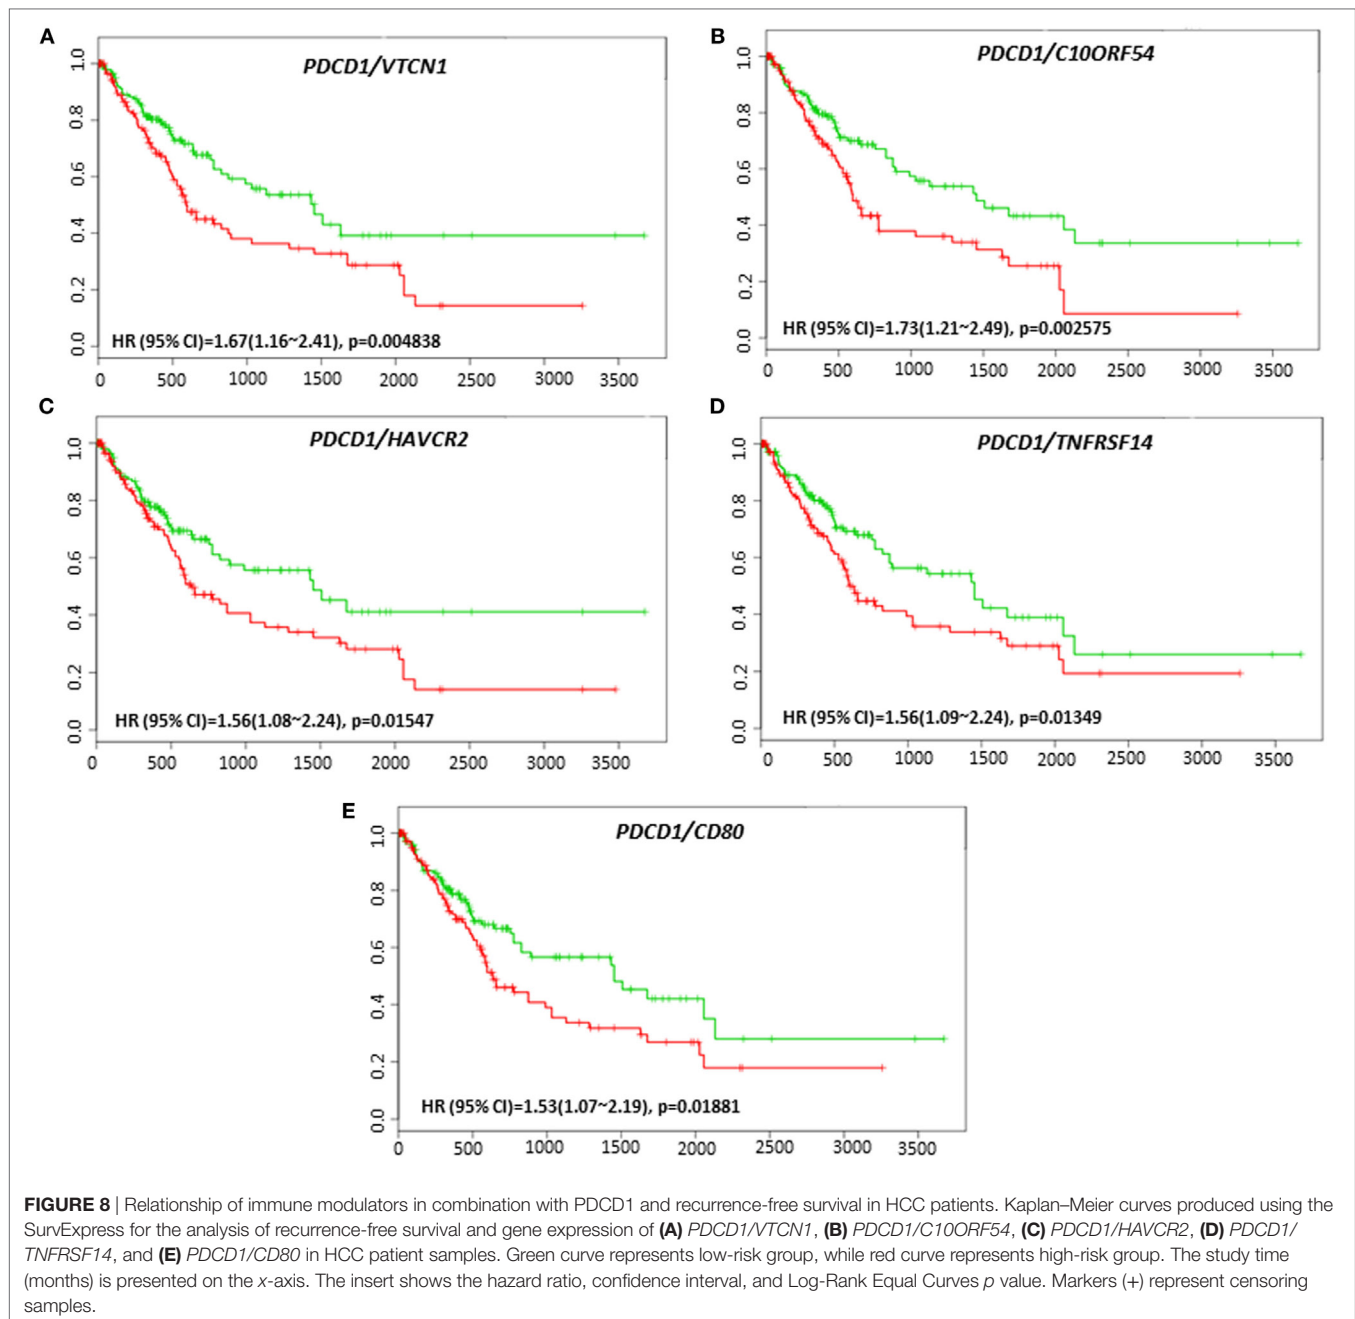 A
PDCD1/VTCN1
1.0
0.8
0.6
0.4
0.2
0.0
HR (95% CI)=1.67(1.16~2.41), p=0.004838
0 500 1000 1500 2000 2500 3000 3500
B
PDCD1/C10ORF54
1.0
0.8
0.6
0.4
0.2
0.0
HR (95% CI)=1.73(1.21~2.49), p=0.002575
0 500 1000 1500 2000 2500 3000 3500
C
PDCD1/HAVCR2
1.0
0.8
0.6
0.4
0.2
0.0
HR (95% CI)=1.56(1.08~2.24), p=0.01547
0 500 1000 1500 2000 2500 3000 3500
D
PDCD1/TNFRSF14
1.0
0.8
0.6
0.4
0.2
0.0
HR (95% CI)=1.56(1.09~2.24), p=0.01349
0 500 1000 1500 2000 2500 3000 3500
E
PDCD1/CD80
1.0
0.8
0.6
0.4
0.2
0.0
HR (95% CI)=1.53(1.07~2.19), p=0.01881
0 500 1000 1500 2000 2500 3000 3500
FIGURE 8 | Relationship of immune modulators in combination with PDCD1 and recurrence-free survival in HCC patients. Kaplan–Meier curves produced using the
SurvExpress for the analysis of recurrence-free survival and gene expression of (A) PDCD1/VTCN1, (B) PDCD1/C10ORF54, (C) PDCD1/HAVCR2, (D) PDCD1/
TNFRSF14, and (E) PDCD1/CD80 in HCC patient samples. Green curve represents low-risk group, while red curve represents high-risk group. The study time
(months) is presented on the x-axis. The insert shows the hazard ratio, confidence interval, and Log-Rank Equal Curves p value. Markers (+) represent censoring
samples.